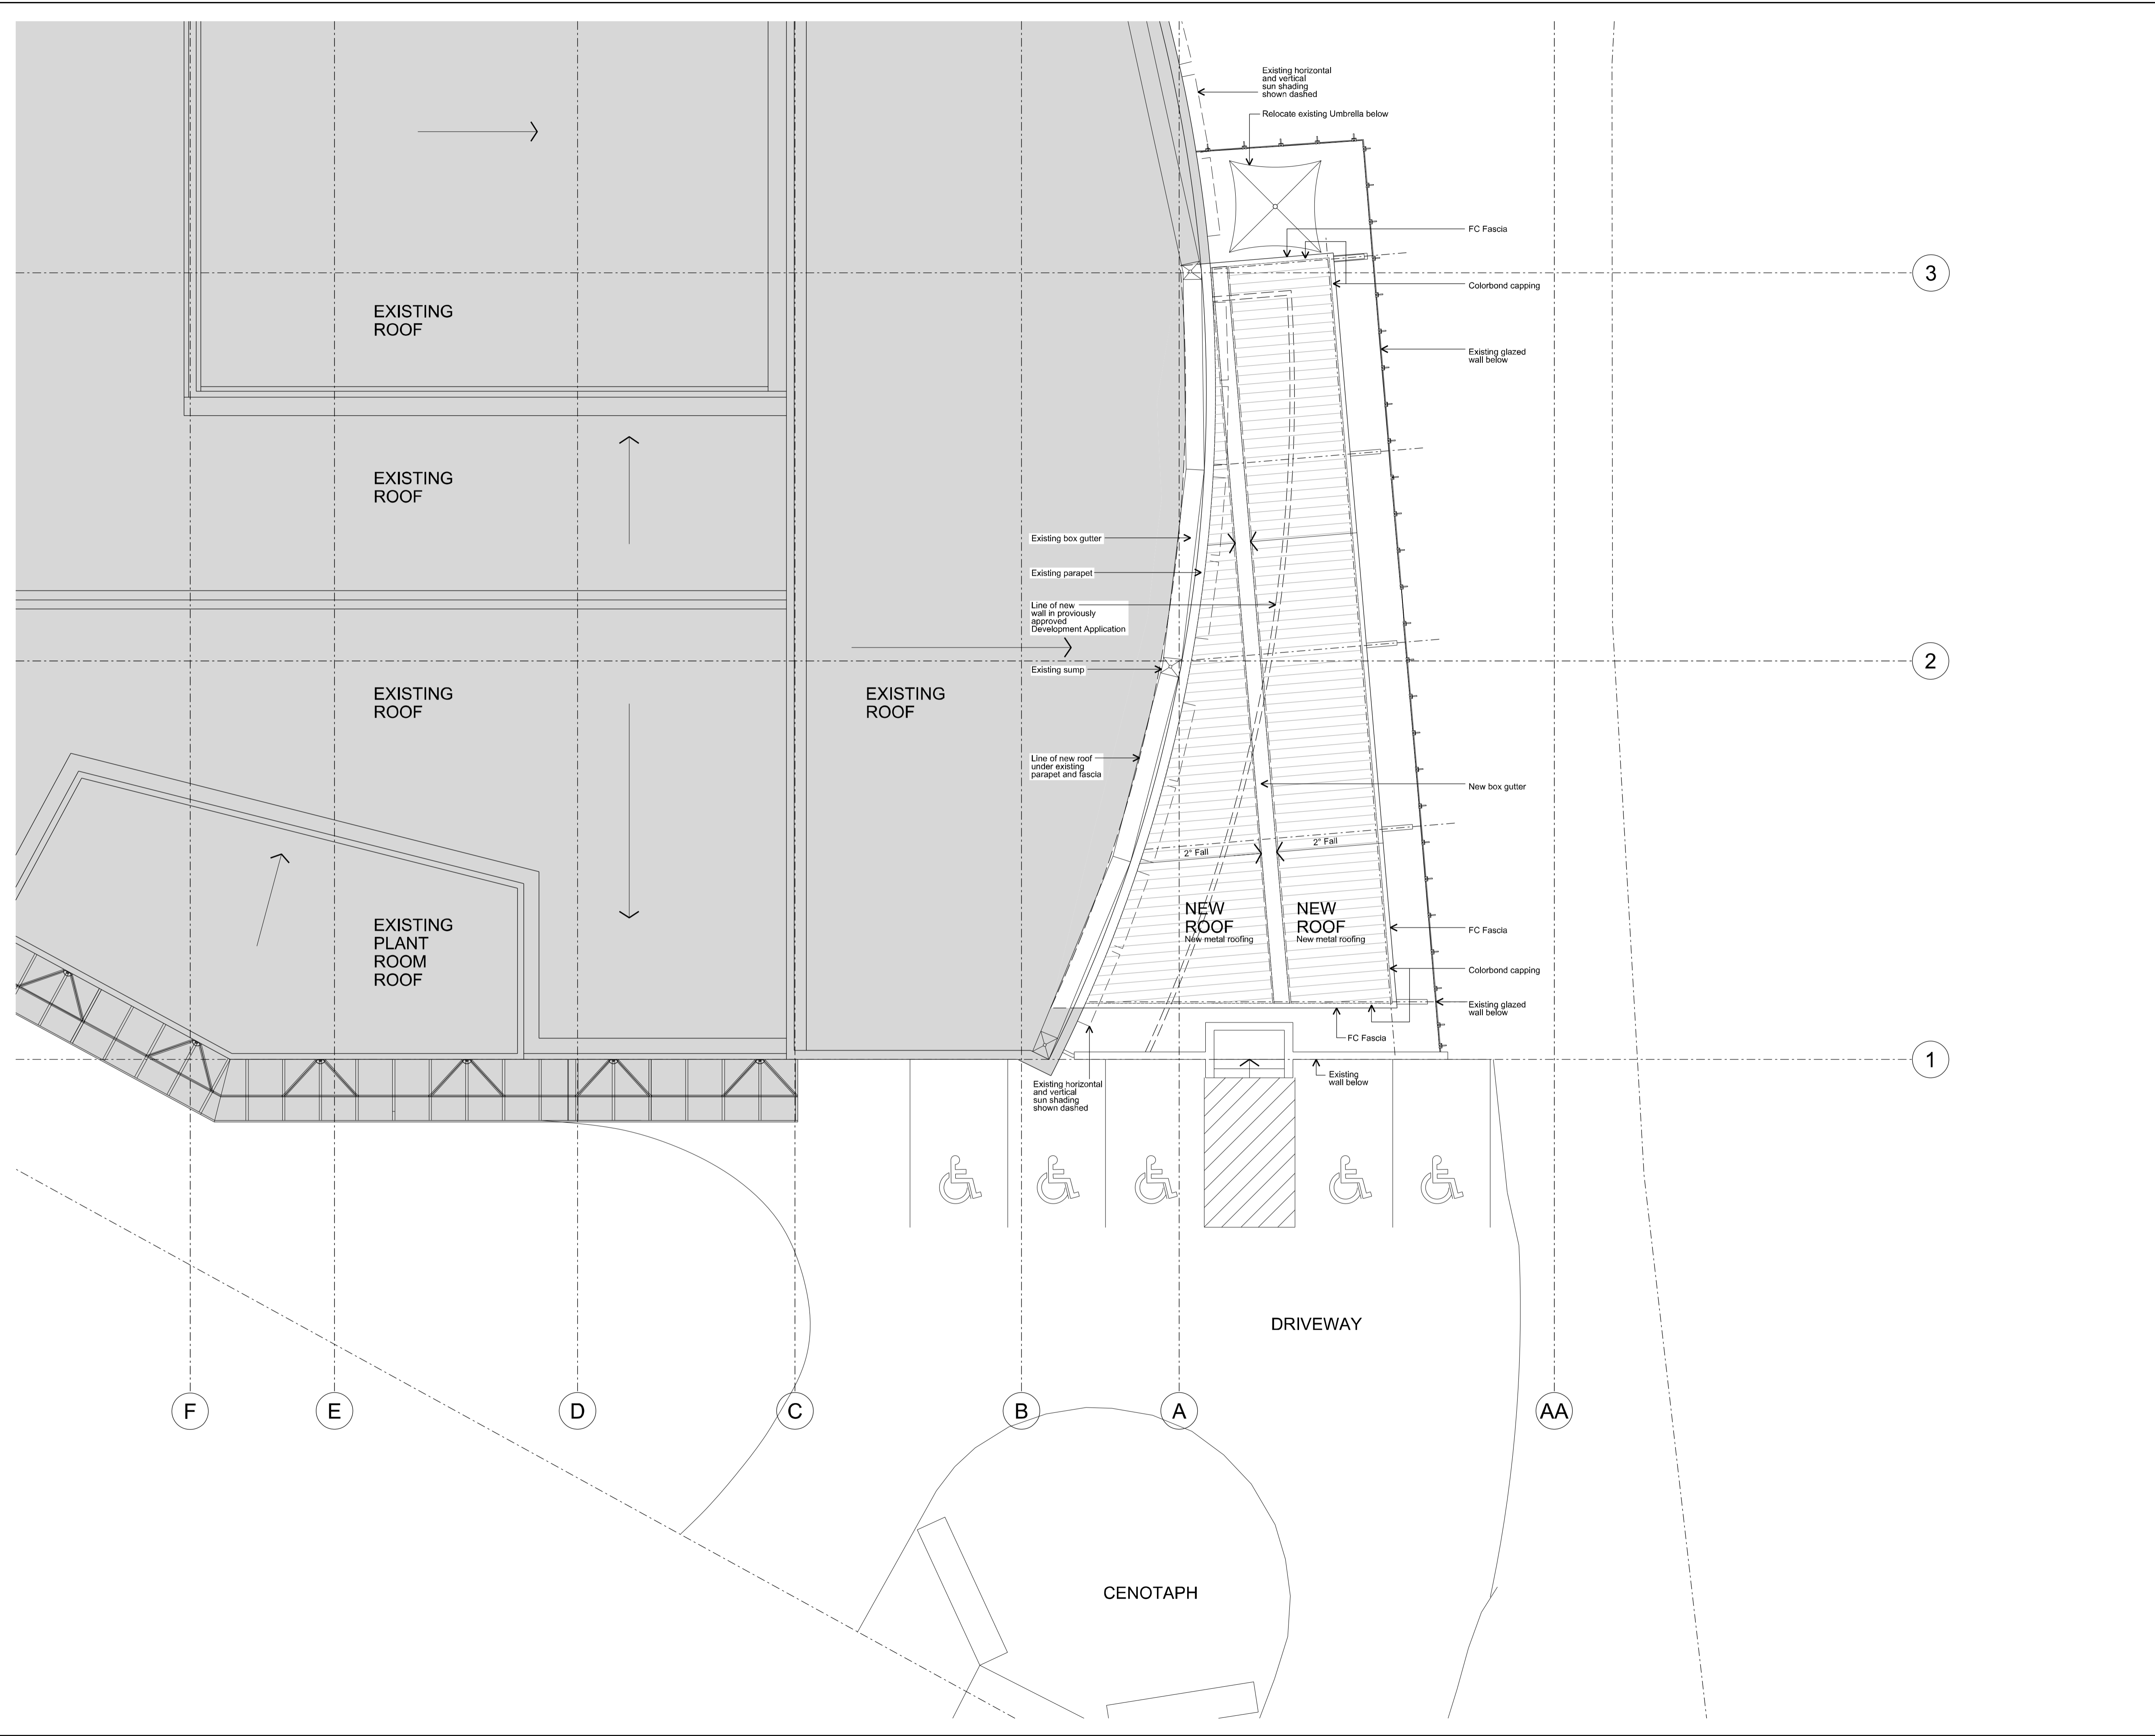 Existing horizontal
and vertical
sun shading
shown dashed
Relocate existing Umbrella below
FC Fascia
3
Colorbond capping
EXISTING
ROOF
Existing glazed
wall below
EXISTING
ROOF
Existing box gutter
Existing parapet
Line of new
wall in proviously
approved
Development Application
2
Existing sump
EXISTING
ROOF
EXISTING
ROOF
Line of new roof
under existing
parapet and fascia
New box gutter
2° Fall
2° Fall
NEW
ROOF
New metal roofing
NEW
ROOF
New metal roofing
EXISTING
PLANT
ROOM
ROOF
FC Fascia
Colorbond capping
Existing glazed
wall below
FC Fascia
1
Existing
wall below
Existing horizontal
and vertical
sun shading
shown dashed
DRIVEWAY
F
E
D
C
B
A
AA
CENOTAPH